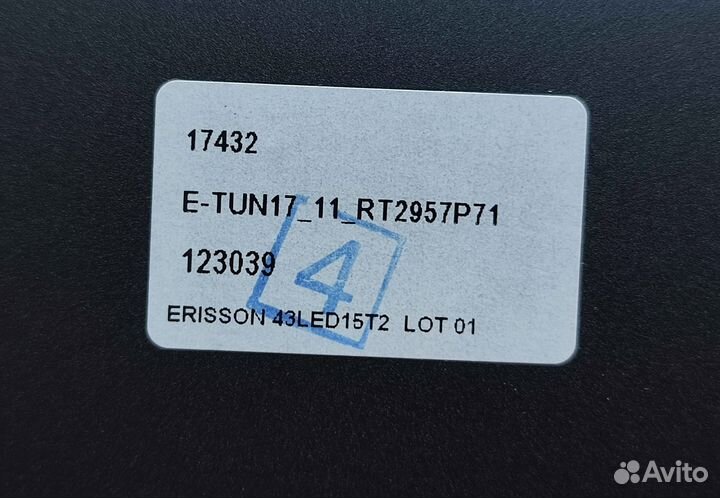 17432
E-TUN17_11_RT2957P71
123039
4
ERISSON 43LED15T2 LOT 01
Avito